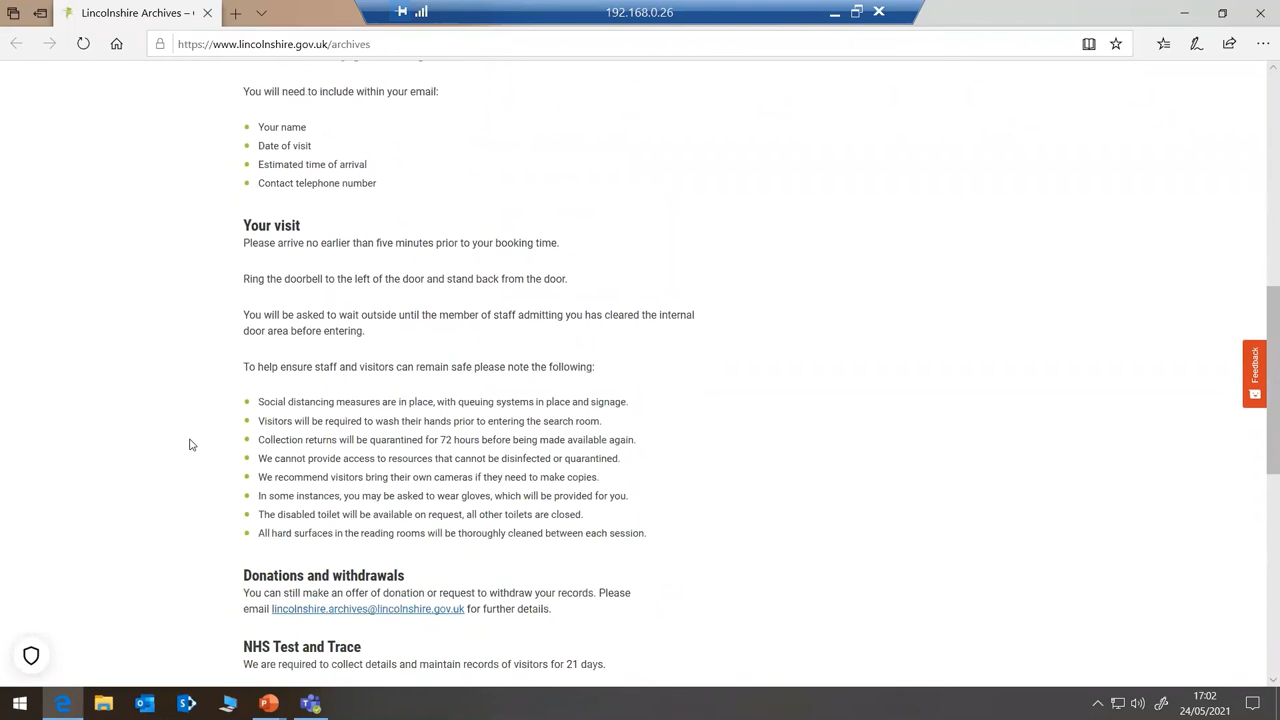 Lincolnshire Archives –
192.168.0.26
https://www.lincolnshire.gov.uk/archives
You will need to include within your email:
Your name
Date of visit
Estimated time of arrival
Contact telephone number
Your visit
Please arrive no earlier than five minutes prior to your booking time.
Ring the doorbell to the left of the door and stand back from the door.
You will be asked to wait outside until the member of staff admitting you has cleared the internal
door area before entering.
To help ensure staff and visitors can remain safe please note the following:
Social distancing measures are in place, with queuing systems in place and signage.
Visitors will be required to wash their hands prior to entering the search room.
Collection returns will be quarantined for 72 hours before being made available again.
We cannot provide access to resources that cannot be disinfected or quarantined.
We recommend visitors bring their own cameras if they need to make copies.
In some instances, you may be asked to wear gloves, which will be provided for you.
The disabled toilet will be available on request, all other toilets are closed.
All hard surfaces in the reading rooms will be thoroughly cleaned between each session.
Donations and withdrawals
You can still make an offer of donation or request to withdraw your records. Please
email lincolnshire.archives@lincolnshire.gov.uk for further details.
NHS Test and Trace
We are required to collect details and maintain records of visitors for 21 days.
Feedback
17:02
24/05/2021